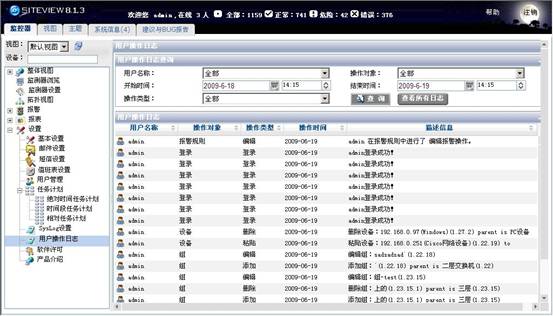 SITEVIEW 8.1.3
欢迎您 admin, 在线 3 人 全部:1159 正常:741 危险:42 错误:376
帮助 注销
监控器 视图 主题 系统信息(4) 建议与BUG报告
视图: 默认视图
设备:
整体视图
监测器浏览
监测器设置
拓扑视图
报警
报表
设置
基本设置
邮件设置
短信设置
值班表设置
用户管理
任务计划
绝对时间任务计划
时间段任务计划
相对任务计划
SysLog设置
用户操作日志
软件许可
产品介绍
用户操作日志
用户操作日志查询
用户名称: 全部 操作对象: 全部
开始时间: 2009-6-18 14:15 结束时间: 2009-6-19 14:15
操作类型: 全部 查 询 查看所有日志
用户操作日志
用户名称 操作对象 操作类型 操作时间 描述信息
admin 报警规则 编辑 2009-06-19 admin 在报警规则中进行了 编辑报警操作。
admin 登录 登录 2009-06-19 admin登录成功!
admin 登录 登录 2009-06-19 admin登录成功!
admin 登录 登录 2009-06-19 admin登录成功!
admin 登录 登录 2009-06-19 admin登录成功!
admin 登录 登录 2009-06-19 admin登录成功!
admin 登录 登录 2009-06-19 admin登录成功!
admin 登录 登录 2009-06-19 admin登录成功!
admin 设备 删除 2009-06-19 删除设备:192.168.0.97(Windows)(1.27.2) parent is PC设备
admin 设备 粘贴 2009-06-19 粘贴设备:192.168.0.251(Cisco网络设备)(1.22.19) to
admin 组 编辑 2009-06-19 编辑组:sadsadsad (1.22.18)
admin 组 添加 2009-06-19 添加组: (1.22.18) parent is 二层交换机(1.22)
admin 组 编辑 2009-06-19 编辑组:组-test(1.23.15)
admin 组 删除 2009-06-19 删除组:上的(1.23.15.1) parent is 三层(1.23.15)
admin 组 添加 2009-06-19 添加组:上的(1.23.15.1) parent is 三层(1.23.15)